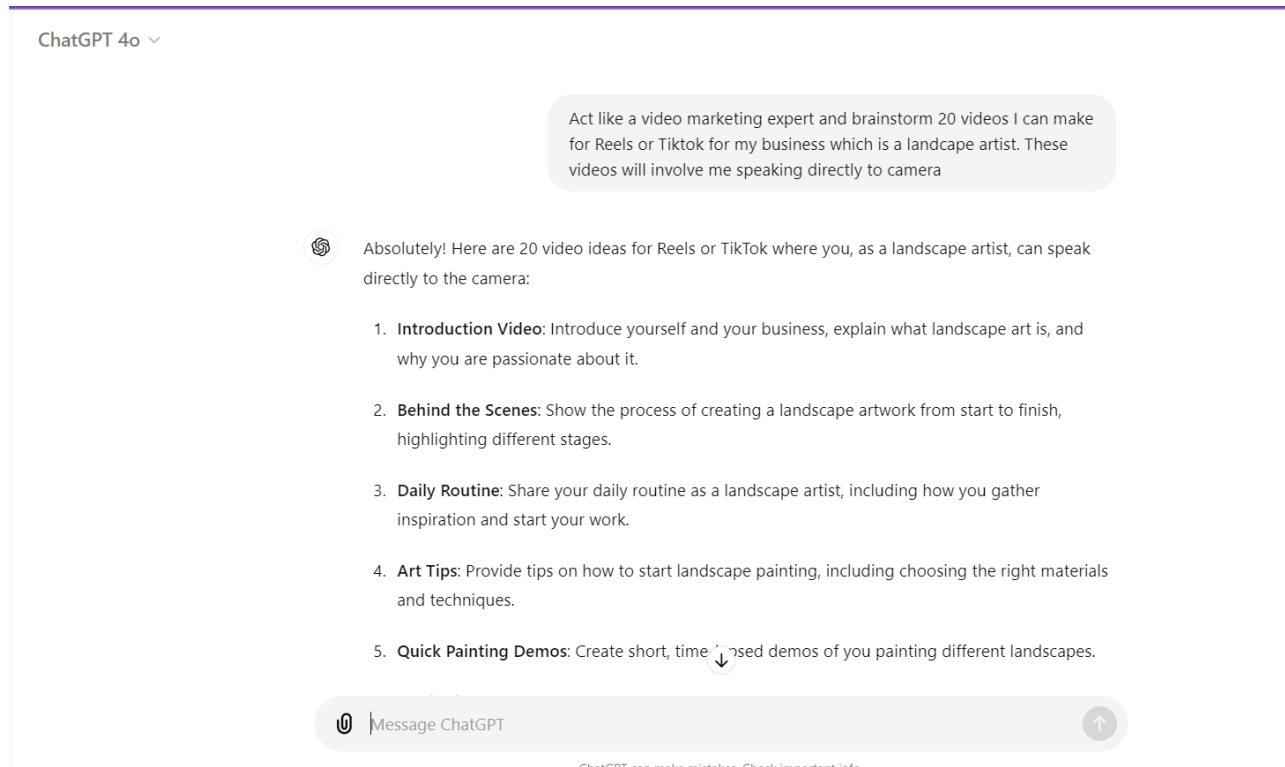 ChatGPT 4o
Act like a video marketing expert and brainstorm 20 videos I can make
for Reels or Tiktok for my business which is a landcape artist. These
videos will involve me speaking directly to camera
Absolutely! Here are 20 video ideas for Reels or TikTok where you, as a landscape artist, can speak
directly to the camera:
1. Introduction Video: Introduce yourself and your business, explain what landscape art is, and
why you are passionate about it.
2. Behind the Scenes: Show the process of creating a landscape artwork from start to finish,
highlighting different stages.
3. Daily Routine: Share your daily routine as a landscape artist, including how you gather
inspiration and start your work.
4. Art Tips: Provide tips on how to start landscape painting, including choosing the right materials
and techniques.
5. Quick Painting Demos: Create short, demos of you painting different landscapes.
Message ChatGPT
ChatGPT can make mistakes. Check important info.